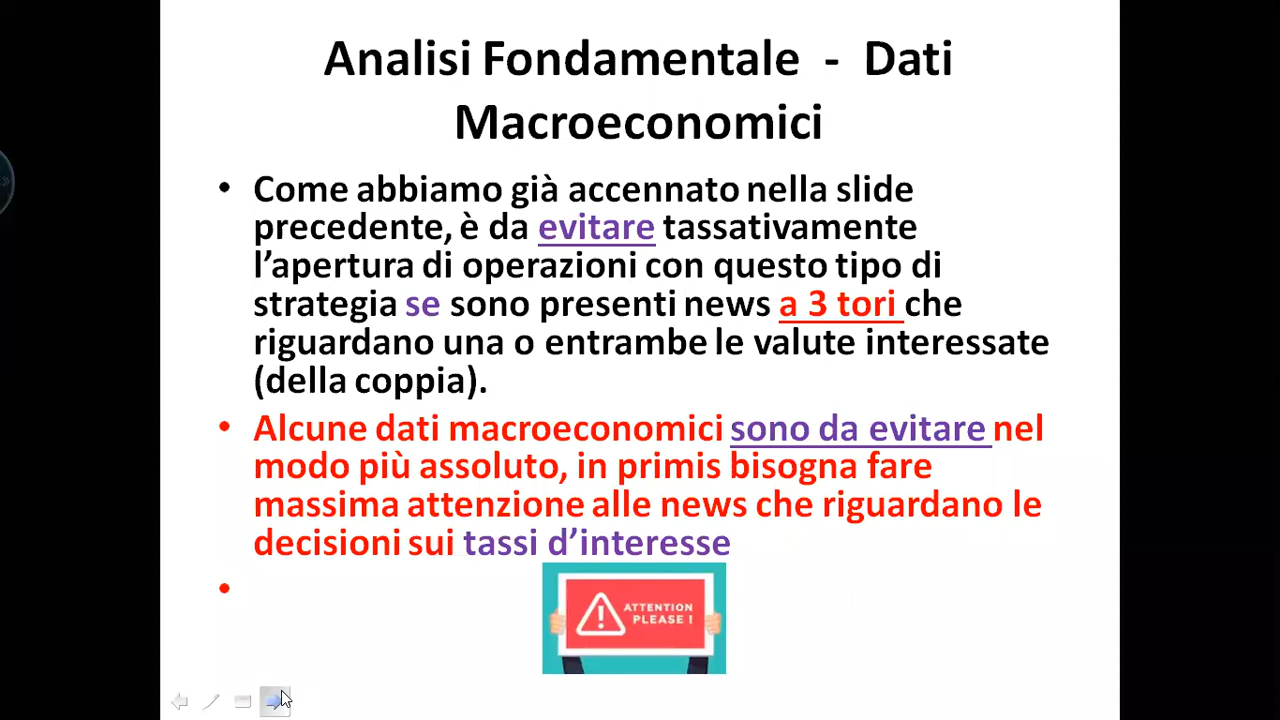 Analisi Fondamentale - Dati
Macroeconomici
• Come abbiamo già accennato nella slide
precedente, è da evitare tassativamente
l’apertura di operazioni con questo tipo di
strategia se sono presenti news a 3 tori che
riguardano una o entrambe le valute interessate
(della coppia).
• Alcune dati macroeconomici sono da evitare nel
modo più assoluto, in primis bisogna fare
massima attenzione alle news che riguardano le
decisioni sui tassi d’interesse
•
ATTENTION
PLEASE !